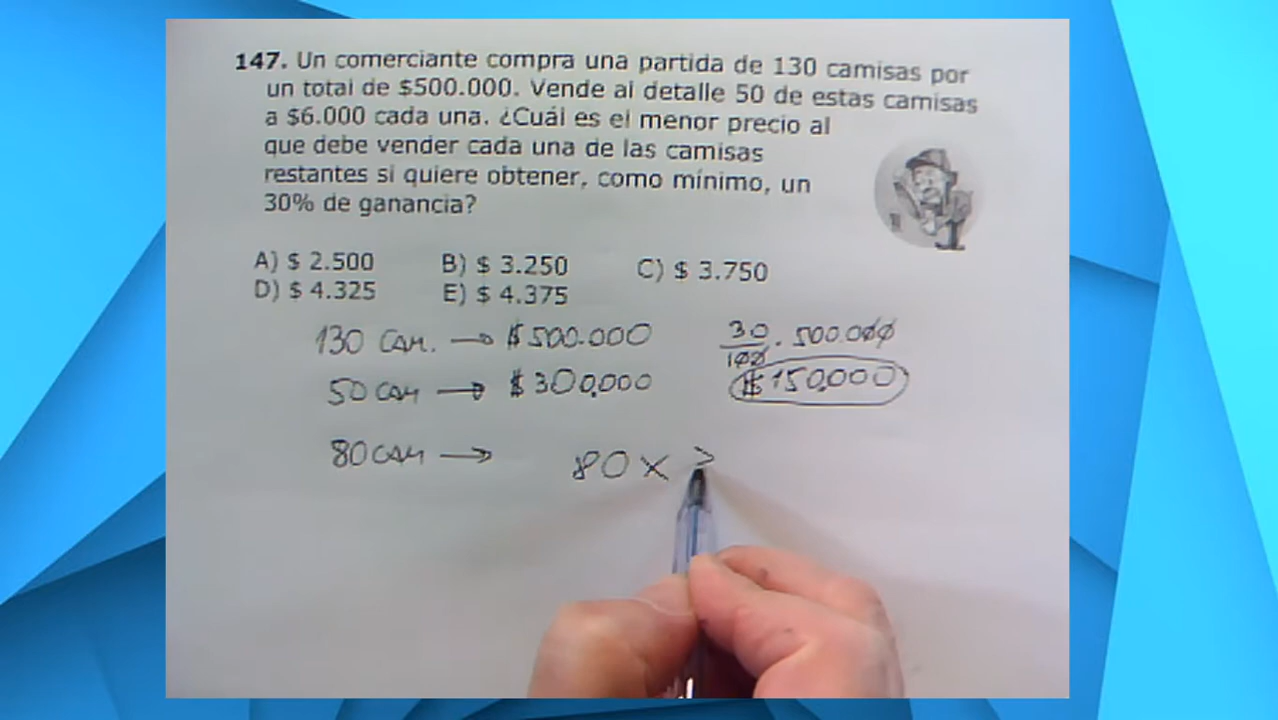 147. Un comerciante compra una partida de 130 camisas por
un total de $500.000. Vende al detalle 50 de estas camisas
a $6.000 cada una. ¿Cuál es el menor precio al
que debe vender cada una de las camisas
restantes si quiere obtener, como mínimo, un
30% de ganancia?
A) $ 2.500 B) $ 3.250 C) $ 3.750
D) $ 4.325 E) $ 4.375
130 CAM. → $500.000
30/100 . 500.000
50 CAM → $300,000
$150,000
80 CAM → 80 x ≥